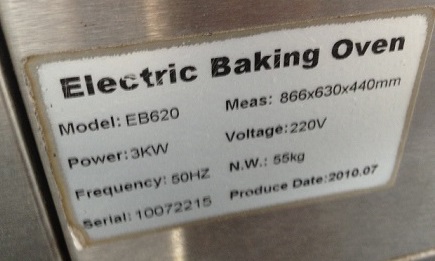 Electric Baking Oven
Model: EB620 Meas: 866x630x440mm
Power: 3KW Voltage: 220V
Frequency: 50HZ N.W.: 55kg
Serial: 10072215 Produce Date: 2010.07